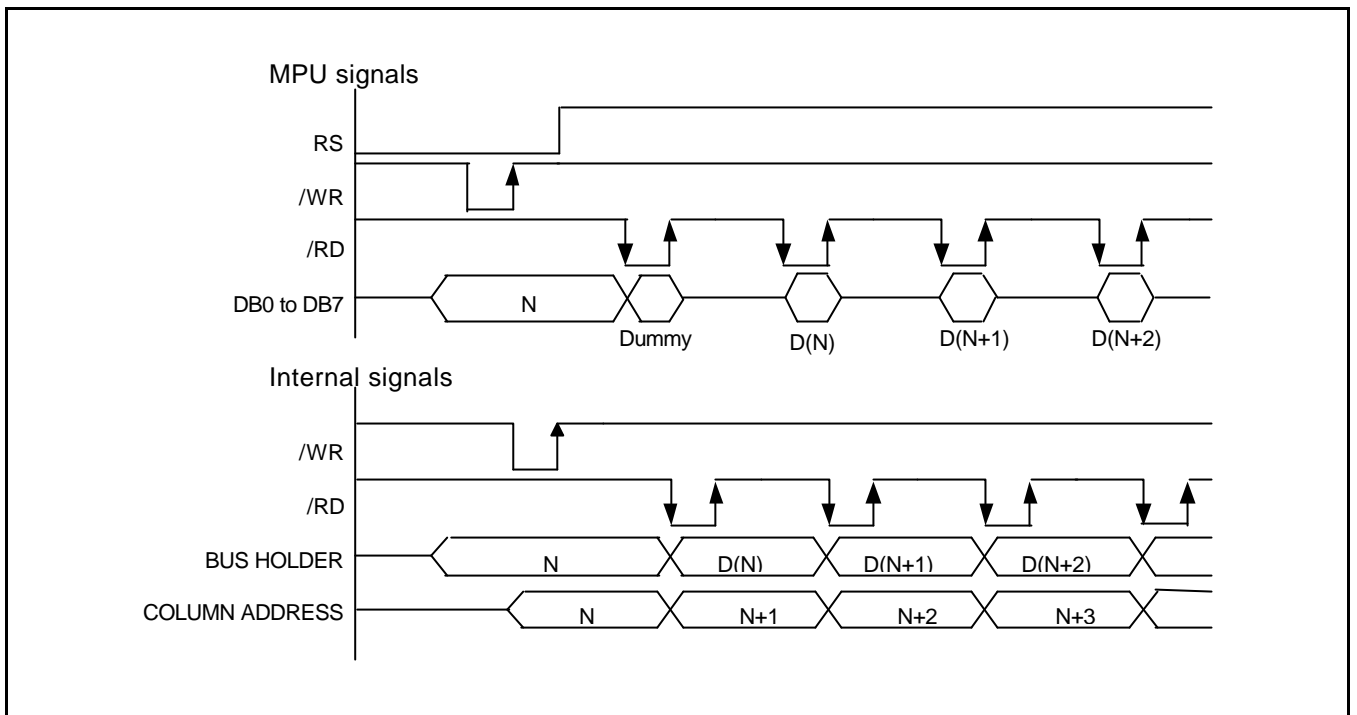 MPU signals
RS
/WR
/RD
DB0 to DB7
N
Dummy
D(N)
D(N+1)
D(N+2)
Internal signals
/WR
/RD
BUS HOLDER
N
D(N)
D(N+1)
D(N+2)
COLUMN ADDRESS
N
N+1
N+2
N+3